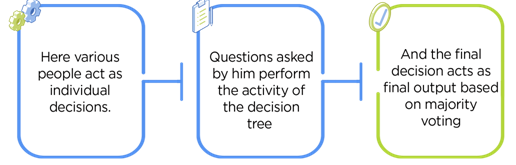 Here various
people act as
individual
decisions.
Questions asked
by him perform
the activity of
the decision
tree
And the final
decision acts as
final output based
on majority
voting